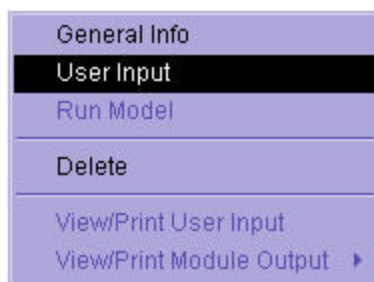 General Info
User Input
Run Model
Delete
View/Print User Input
View/Print Module Output